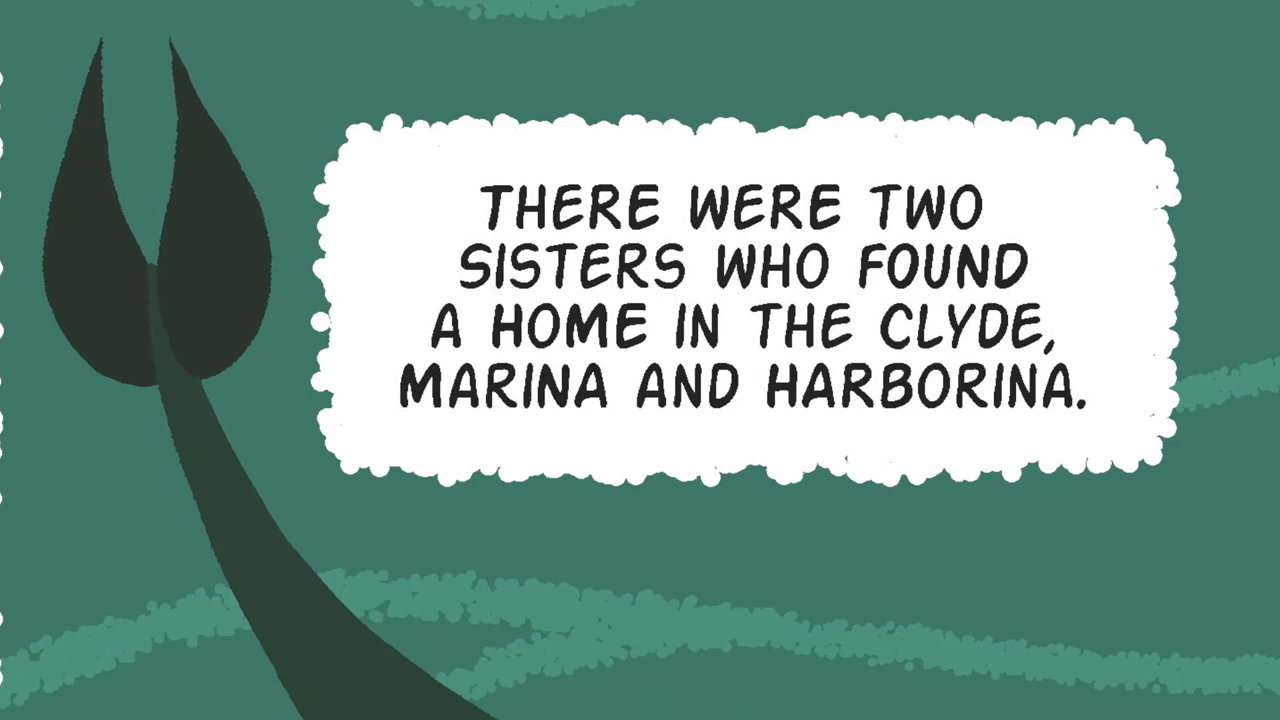 THERE WERE TWO
SISTERS WHO FOUND
A HOME IN THE CLYDE,
MARINA AND HARBORINA.